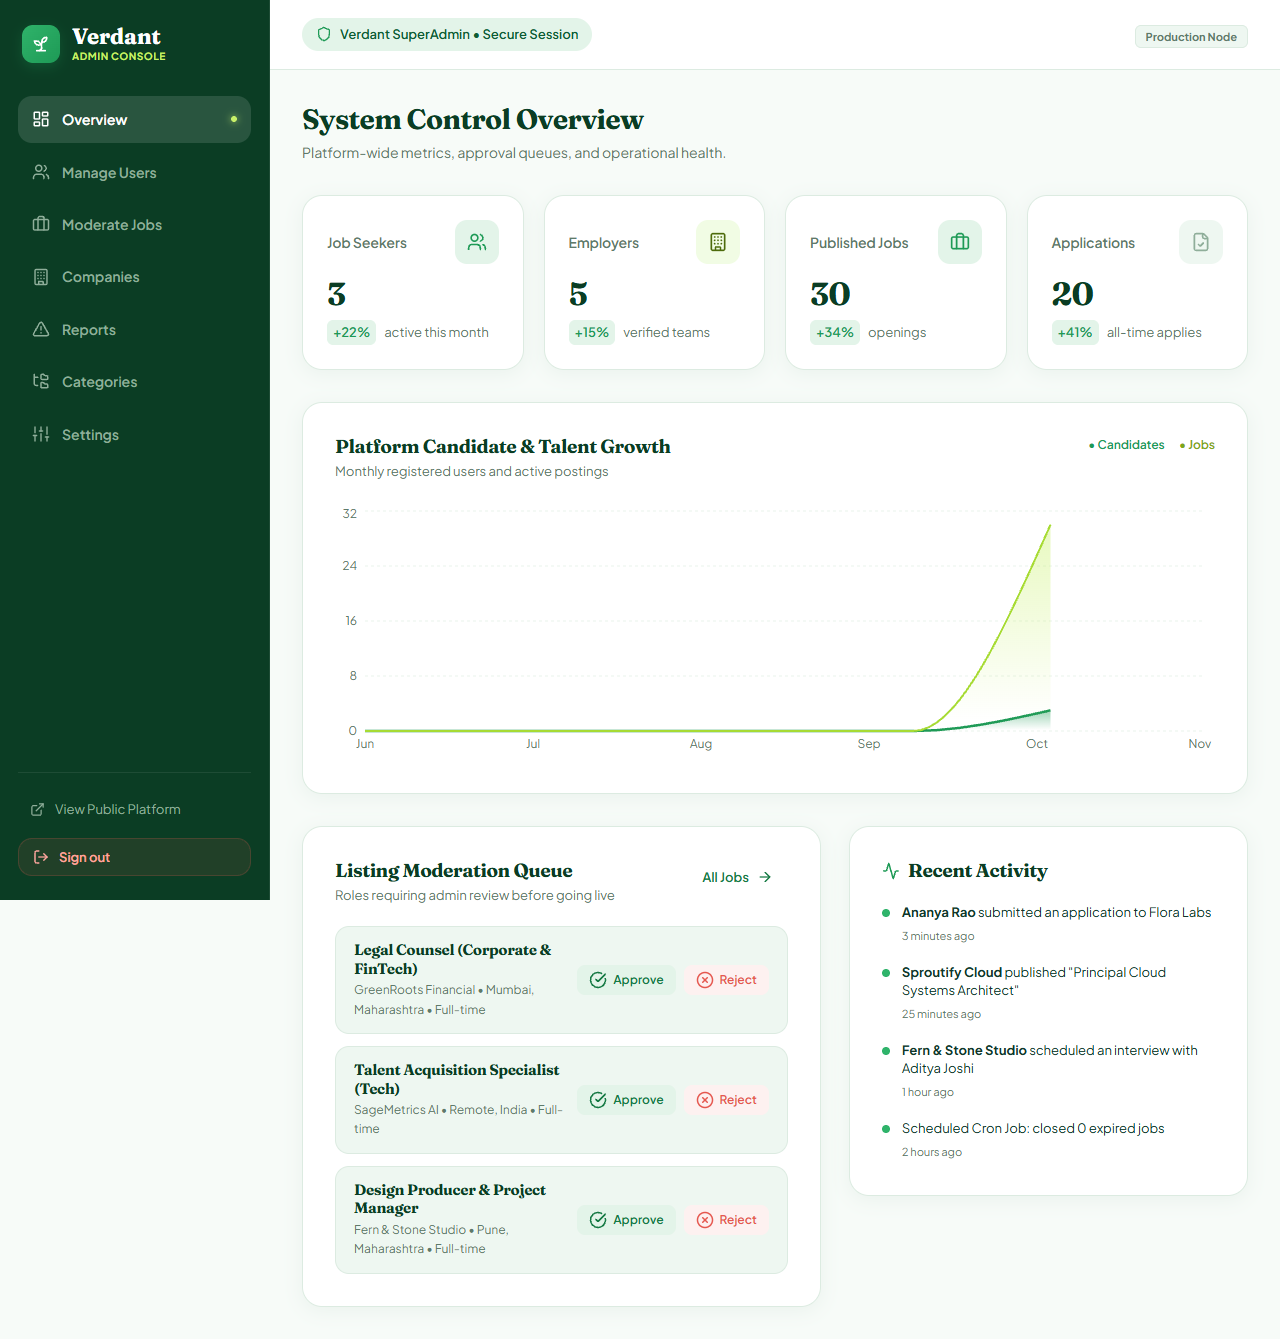 Verdant
ADMIN CONSOLE
Overview
Manage Users
Moderate Jobs
Companies
Reports
Categories
Settings
View Public Platform
Sign out
Verdant SuperAdmin • Secure Session
Production Node
System Control Overview
Platform-wide metrics, approval queues, and operational health.
Job Seekers
3
+22% active this month
Employers
5
+15% verified teams
Published Jobs
30
+34% openings
Applications
20
+41% all-time applies
Platform Candidate & Talent Growth
Monthly registered users and active postings
• Candidates • Jobs
32
24
16
8
0
Jun Jul Aug Sep Oct Nov
Listing Moderation Queue
Roles requiring admin review before going live
All Jobs
Legal Counsel (Corporate &
FinTech)
GreenRoots Financial • Mumbai,
Maharashtra • Full-time
Approve Reject
Talent Acquisition Specialist
(Tech)
SageMetrics AI • Remote, India • Full-
time
Approve Reject
Design Producer & Project
Manager
Fern & Stone Studio • Pune,
Maharashtra • Full-time
Approve Reject
Recent Activity
Ananya Rao submitted an application to Flora Labs
3 minutes ago
Sproutify Cloud published "Principal Cloud
Systems Architect"
25 minutes ago
Fern & Stone Studio scheduled an interview with
Aditya Joshi
1 hour ago
Scheduled Cron Job: closed 0 expired jobs
2 hours ago